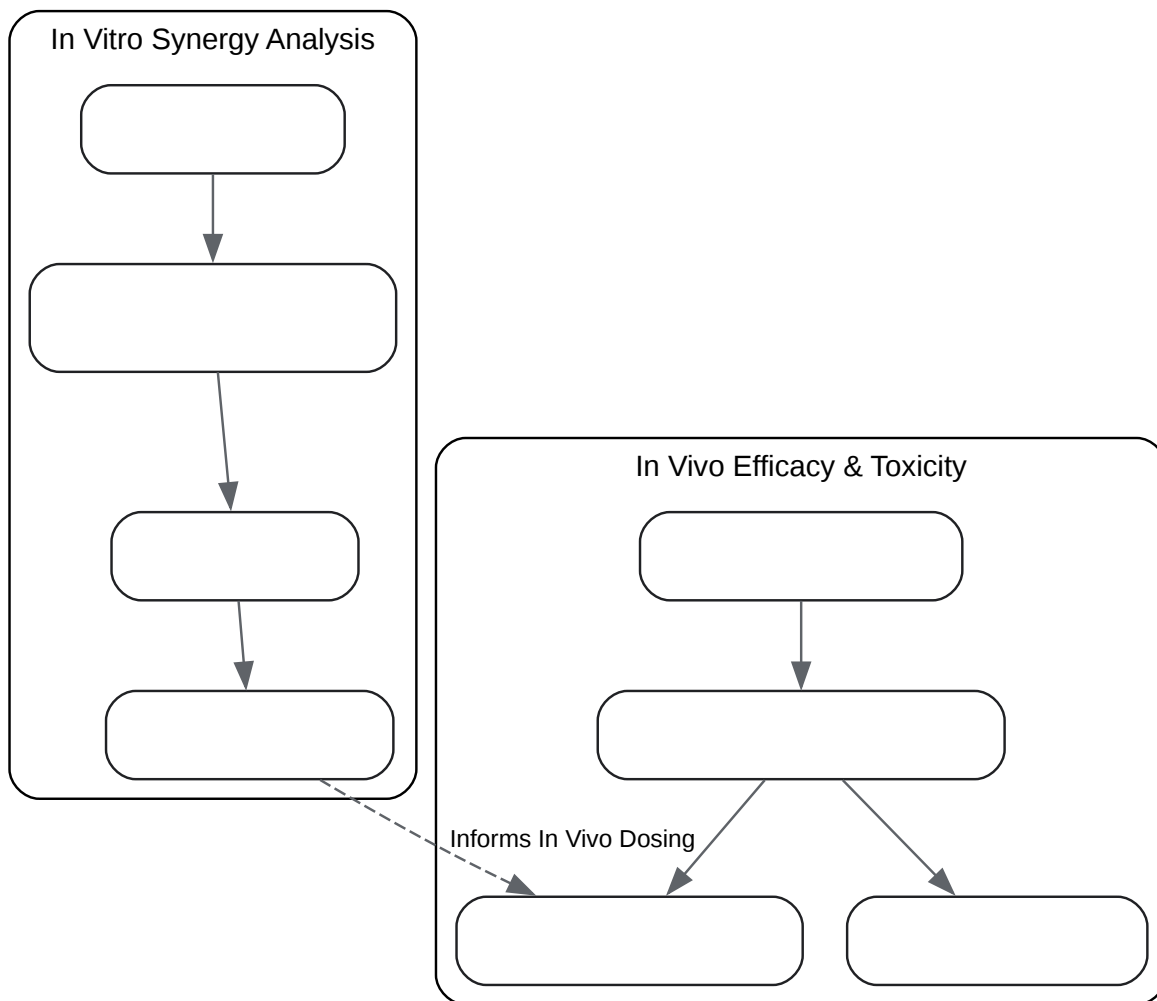 In Vitro Synergy Analysis
In Vivo Efficacy & Toxicity
Informs In Vivo Dosing